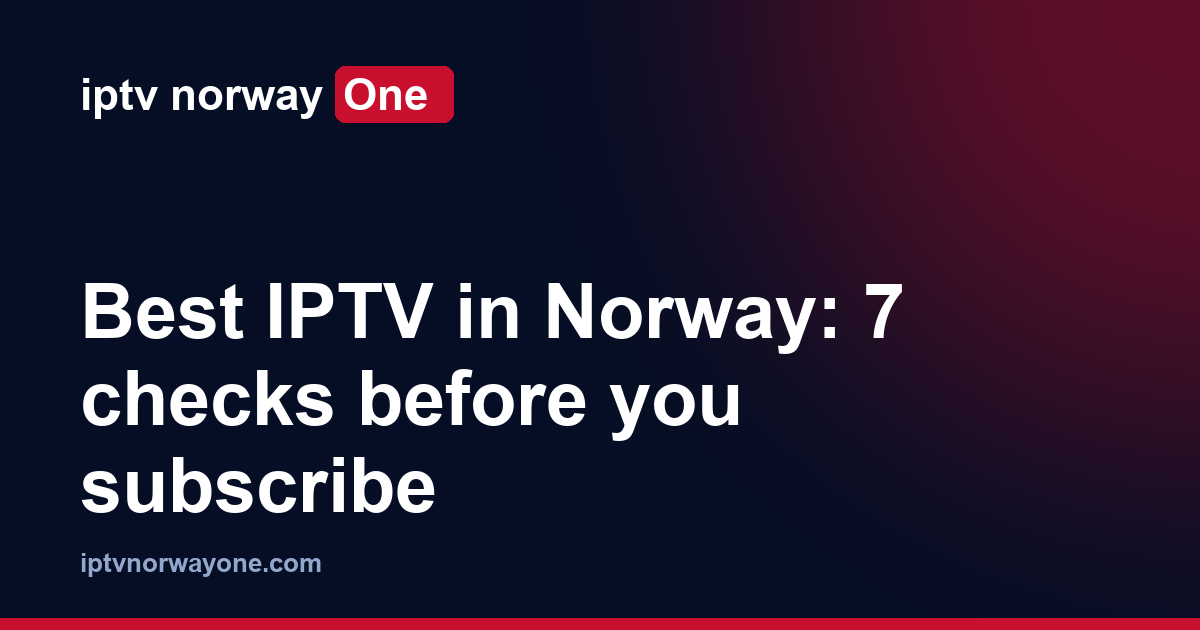 iptv norway One
Best IPTV in Norway: 7
checks before you
subscribe
iptvnorwayone.com